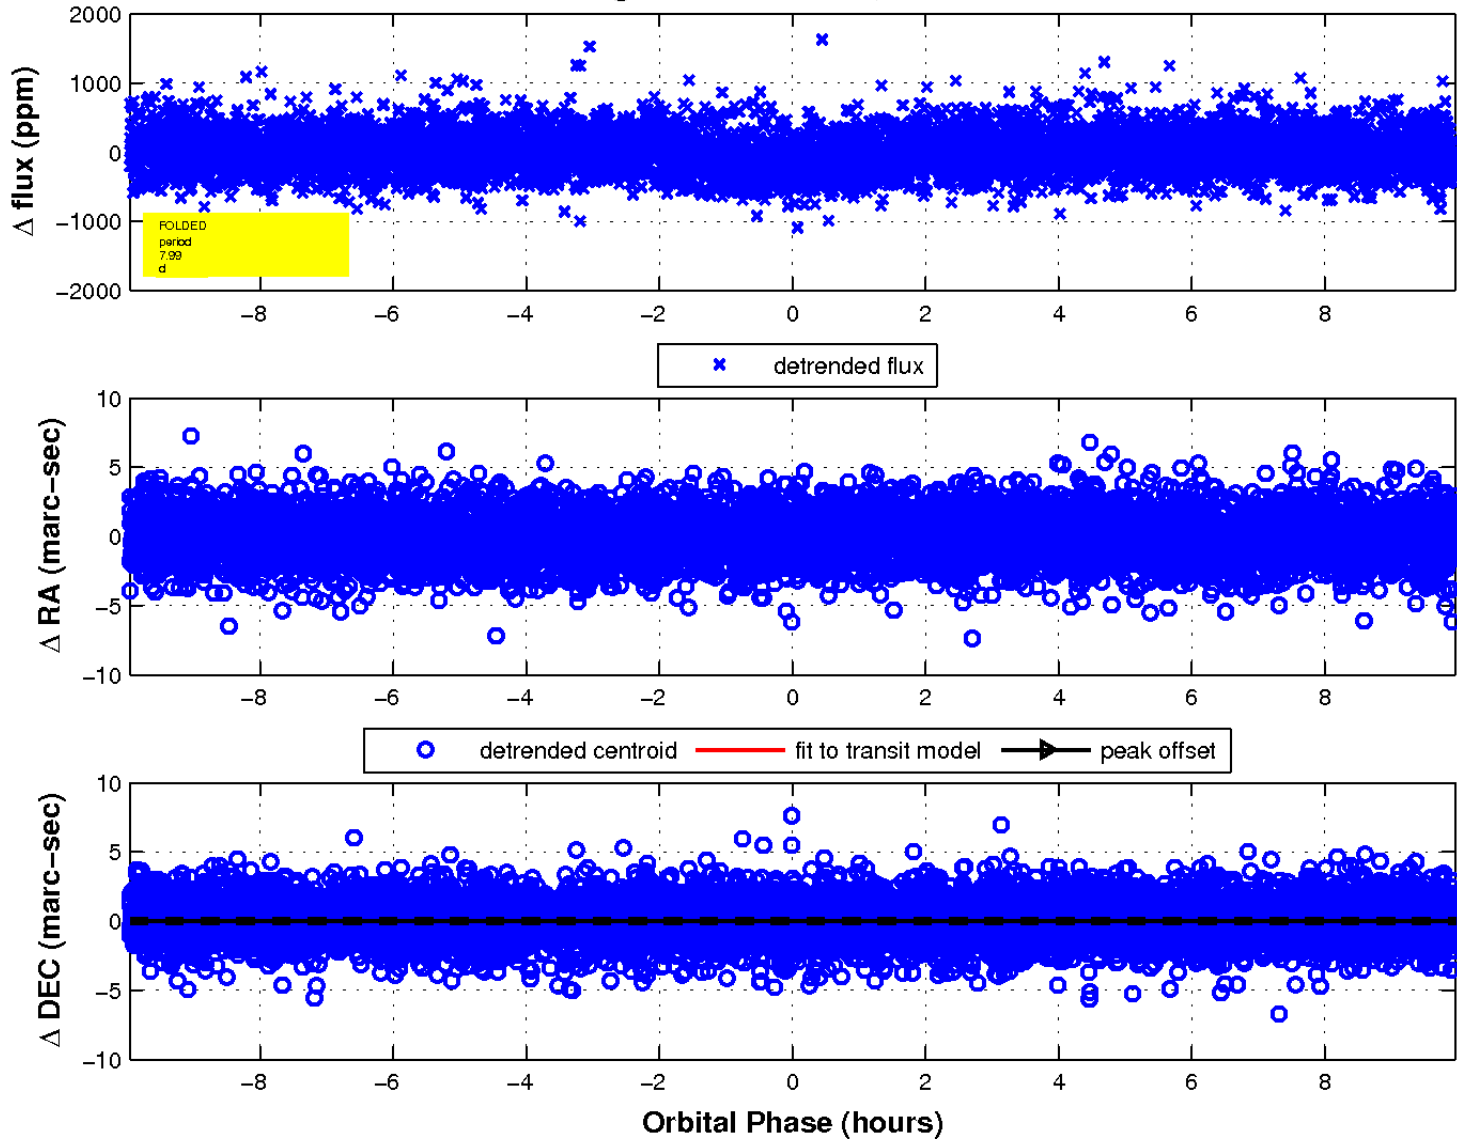 2000
1000
0
−1000
−2000
Δ flux (ppm)
FOLDED
period
7.99
d
−8 −6 −4 −2 0 2 4 6 8
detrended flux
10
5
0
−5
−10
Δ RA (marc−sec)
−8 −6 −4 −2 0 2 4 6 8
detrended centroid fit to transit model peak offset
10
5
0
−5
−10
Δ DEC (marc−sec)
−8 −6 −4 −2 0 2 4 6 8
Orbital Phase (hours)